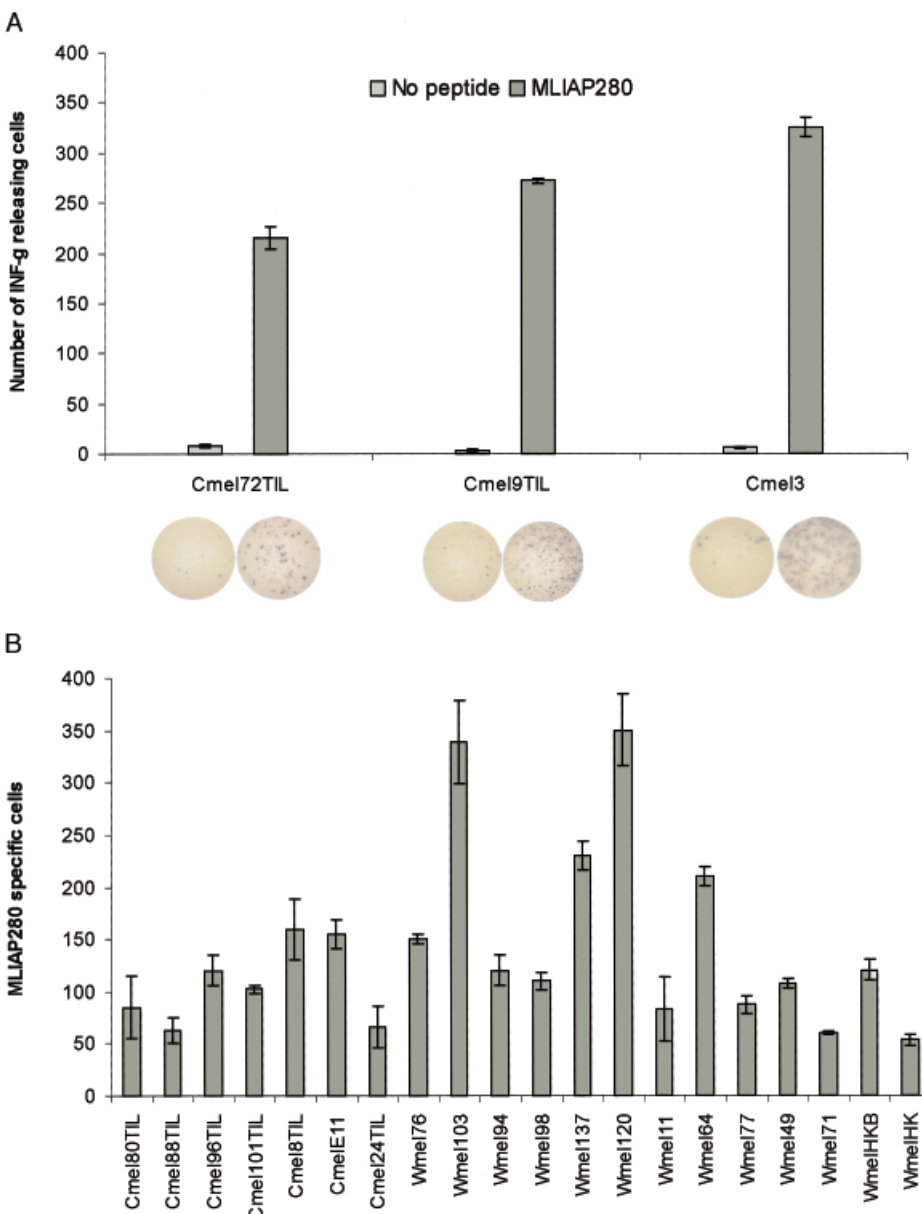 A
Number of INF-g releasing cells
400
350
300
250
200
150
100
50
0
No peptide MLIAP280
Cmel72TIL Cmel9TIL Cmel3
B
MLIAP280 specific cells
400
350
300
250
200
150
100
50
0
Cmel80TIL
Cmel88TIL
Cmel96TIL
Cmel101TIL
Cmel8TIL
CmelE11
Cmel24TIL
Wmel76
Wmel103
Wmel94
Wmel98
Wmel137
Wmel120
Wmel11
Wmel64
Wmel77
Wmel49
Wmel71
WmelHKB
WmelHK